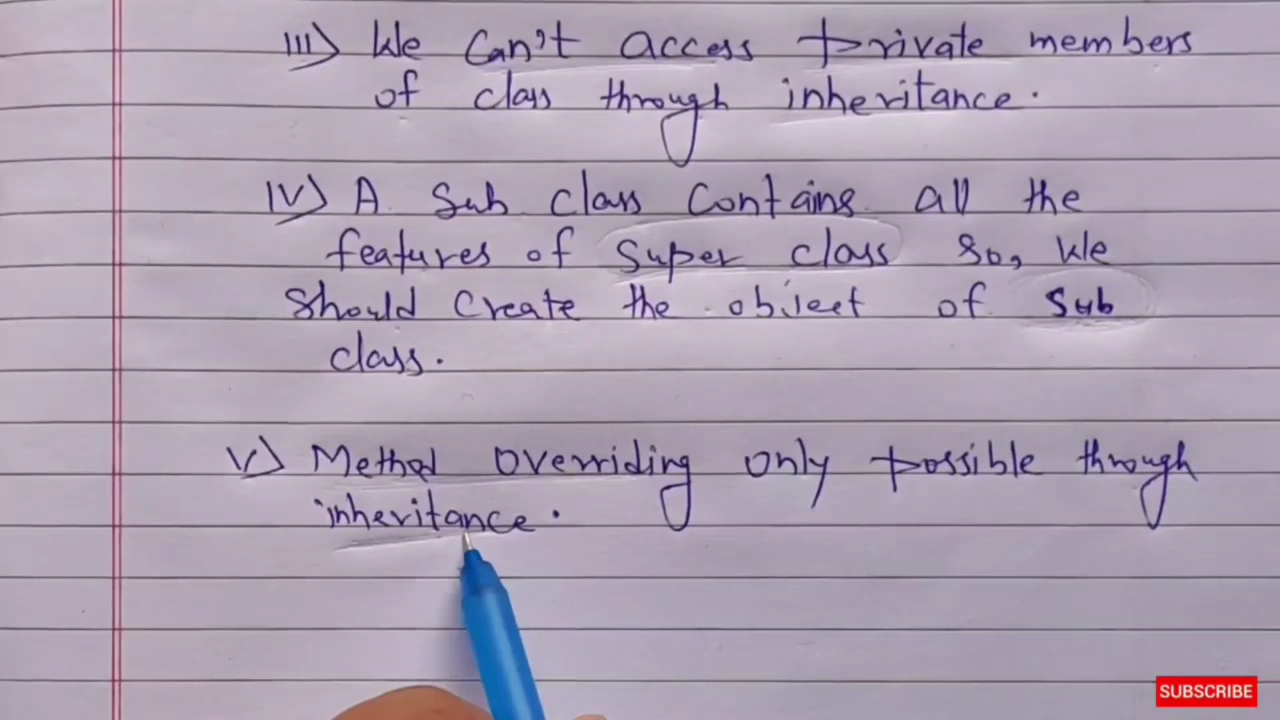 III) We Can't access private members
of class through inheritance.
IV) A Sub class Contains all the
features of Super class so, We
should Create the object of Sub
class.
V) Method Overriding only possible through
inheritance.
SUBSCRIBE